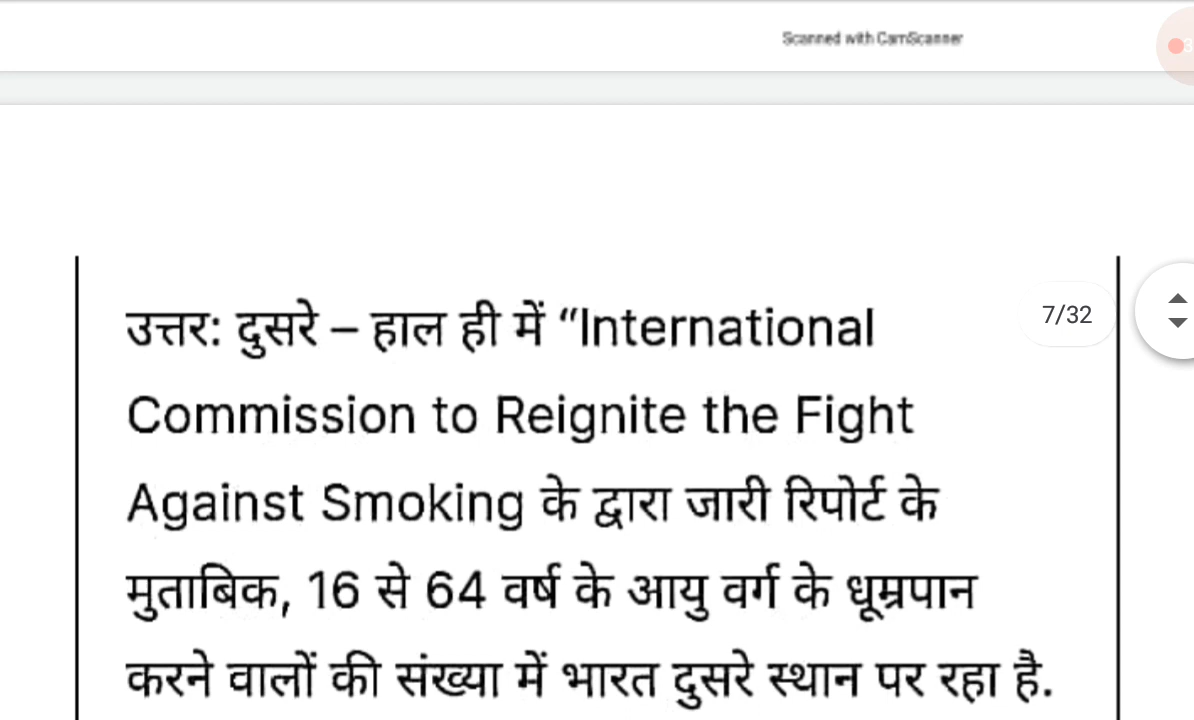 Scanned with CamScanner
उत्तर: दुसरे – हाल ही में “International
7/32
Commission to Reignite the Fight
Against Smoking के द्वारा जारी रिपोर्ट के
मुताबिक, 16 से 64 वर्ष के आयु वर्ग के धूम्रपान
करने वालों की संख्या में भारत दुसरे स्थान पर रहा है.